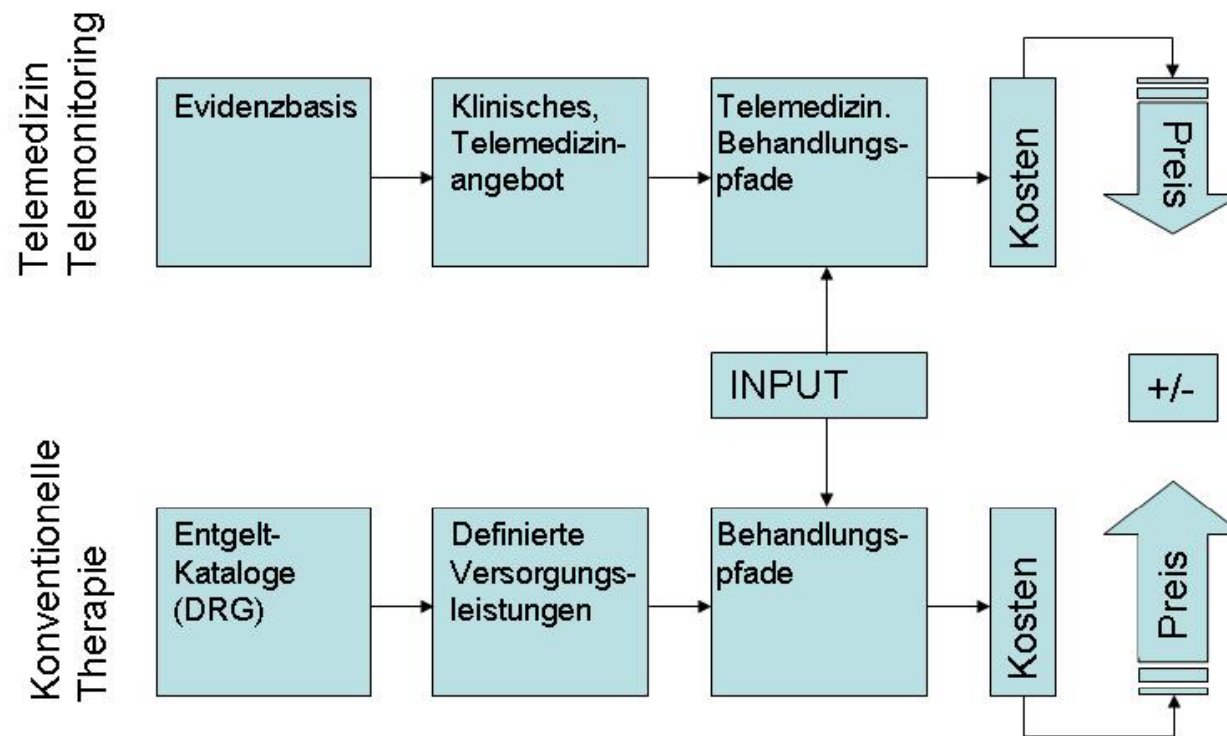 Telemedizin
Telemonitoring
Evidenzbasis
Klinisches,
Telemedizin-
angebot
Telemedizin.
Behandlungs-
pfade
Kosten
Preis
INPUT
+/-
Konventionelle
Therapie
Entgelt-
Kataloge
(DRG)
Definierte
Versorgungs-
leistungen
Behandlungs-
pfade
Kosten
Preis